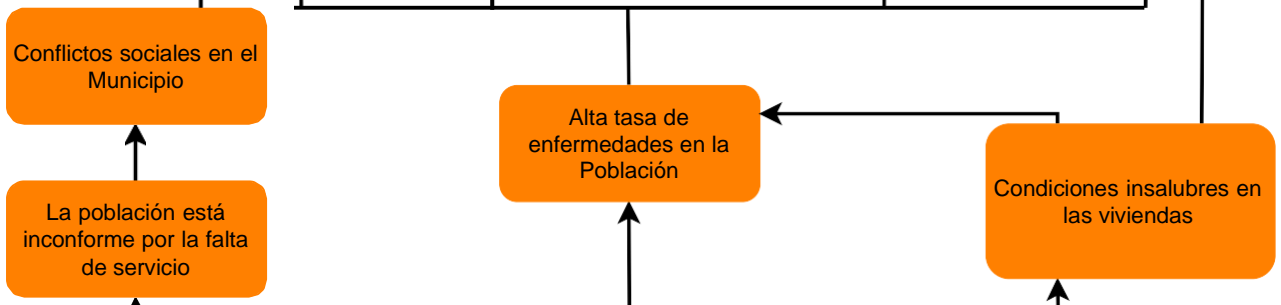 Conflictos sociales en el
Municipio
Alta tasa de
enfermedades en la
Población
Condiciones insalubres en
las viviendas
La población está
inconforme por la falta
de servicio